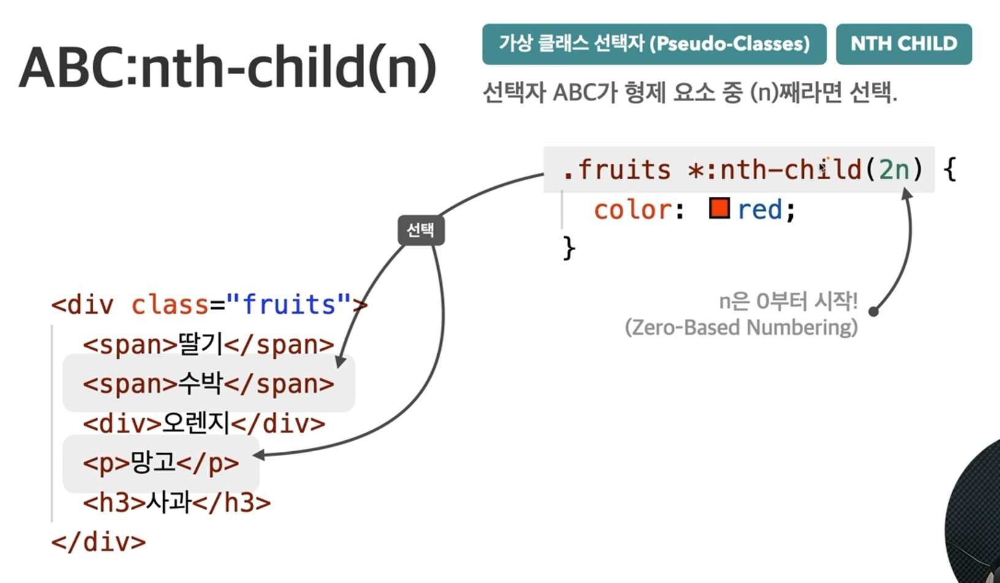 ABC:nth-child(n)
가상 클래스 선택자 (Pseudo-Classes)
NTH CHILD
선택자 ABC가 형제 요소 중 (n)째라면 선택.
.fruits *:nth-child(2n) {
color: red;
}
선택
n은 0부터 시작!
(Zero-Based Numbering)
<div class="fruits">
<span>딸기</span>
<span>수박</span>
<div>오렌지</div>
<p>망고</p>
<h3>사과</h3>
</div>